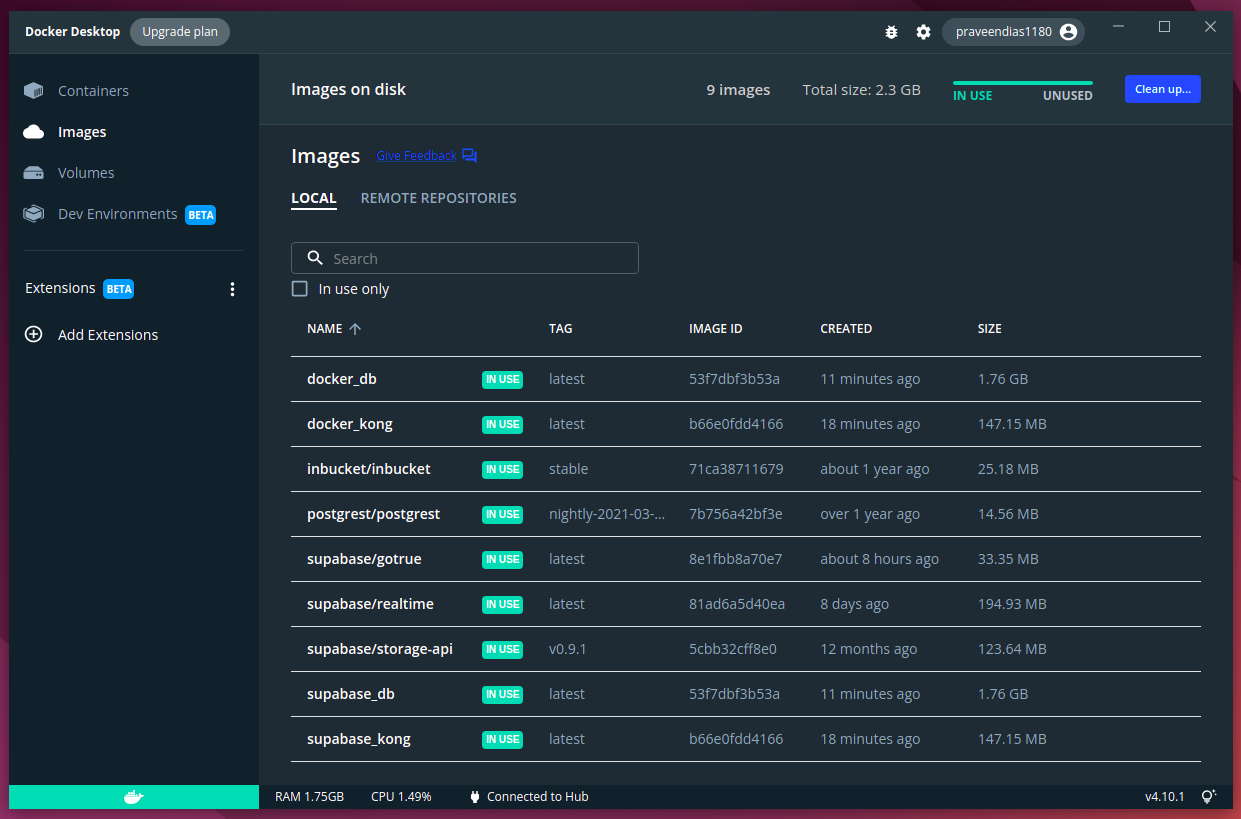 Docker Desktop Upgrade plan praveendias1180
Containers
Images
Volumes
Dev Environments BETA
Extensions BETA
Add Extensions
Images on disk 9 images Total size: 2.3 GB IN USE UNUSED Clean up...
Images Give Feedback
LOCAL REMOTE REPOSITORIES
Search
In use only
NAME TAG IMAGE ID CREATED SIZE
docker_db IN USE latest 53f7dbf3b53a 11 minutes ago 1.76 GB
docker_kong IN USE latest b66e0fdd4166 18 minutes ago 147.15 MB
inbucket/inbucket IN USE stable 71ca38711679 about 1 year ago 25.18 MB
postgrest/postgrest IN USE nightly-2021-03-... 7b756a42bf3e over 1 year ago 14.56 MB
supabase/gotrue IN USE latest 8e1fbb8a70e7 about 8 hours ago 33.35 MB
supabase/realtime IN USE latest 81ad6a5d40ea 8 days ago 194.93 MB
supabase/storage-api IN USE v0.9.1 5cbb32cff8e0 12 months ago 123.64 MB
supabase_db IN USE latest 53f7dbf3b53a 11 minutes ago 1.76 GB
supabase_kong IN USE latest b66e0fdd4166 18 minutes ago 147.15 MB
RAM 1.75GB CPU 1.49% Connected to Hub v4.10.1